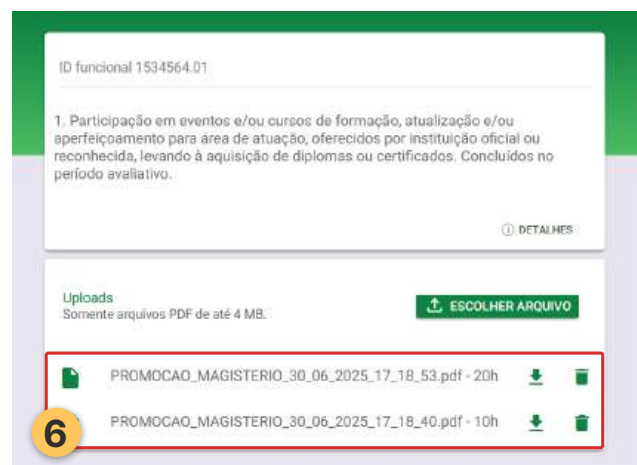 ID funcional 1534564.01
1. Participação em eventos e/ou cursos de formação, atualização e/ou
aperfeiçoamento para área de atuação, oferecidos por instituição oficial ou
reconhecida, levando à aquisição de diplomas ou certificados. Concluídos no
período avaliativo.
DETALHES
Uploads
Somente arquivos PDF de até 4 MB.
ESCOLHER ARQUIVO
PROMOCAO_MAGISTERIO_30_06_2025_17_18_53.pdf - 20h
PROMOCAO_MAGISTERIO_30_06_2025_17_18_40.pdf - 10h
6